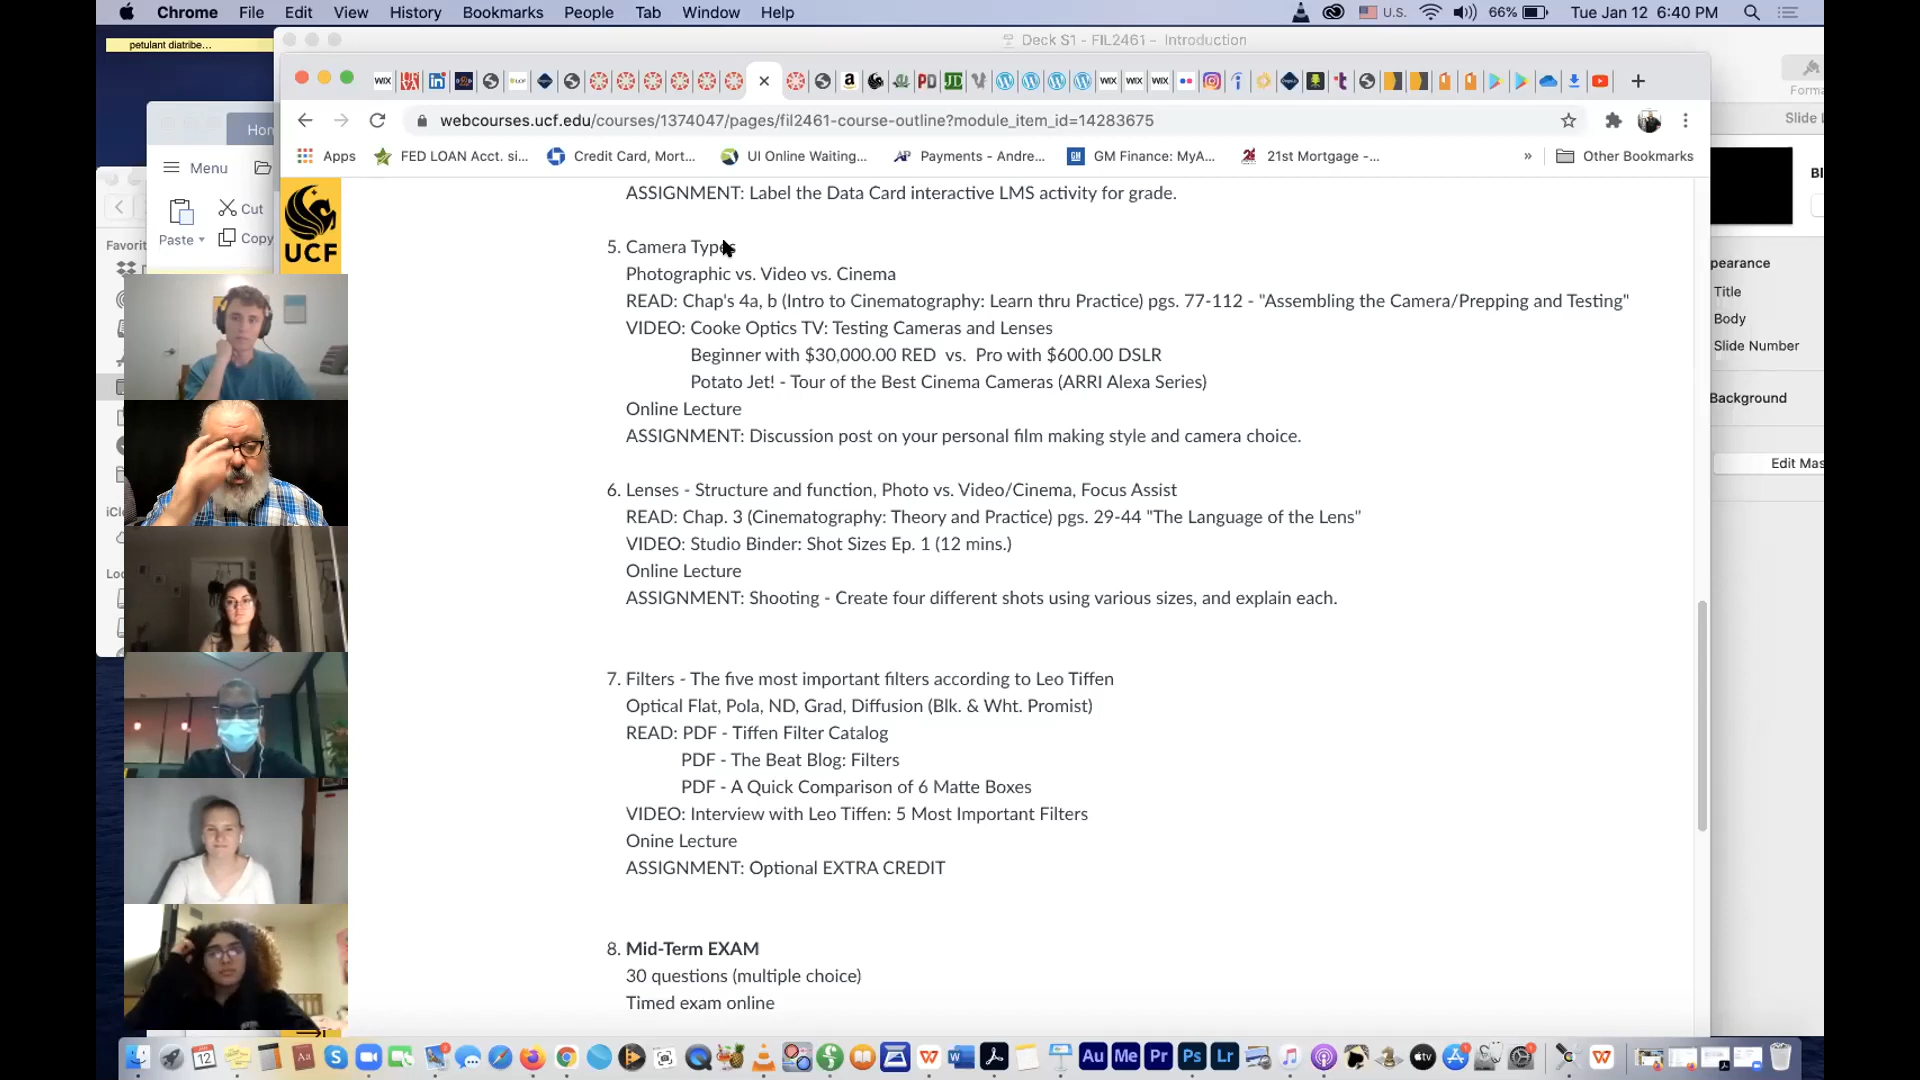 Chrome File Edit View History Bookmarks People Tab Window Help
U.S. 66% Tue Jan 12 6:40 PM
petulant diatribe...
Deck S1 - FIL2461 - Introduction
webcourses.ucf.edu/courses/1374047/pages/fil2461-course-outline?module_item_id=14283675
Apps FED LOAN Acct. si... Credit Card, Mort... UI Online Waiting... Payments - Andre... GM Finance: MyA... 21st Mortgage -... » Other Bookmarks
Menu
Cut
Paste
Copy
UCF
Slide
pearance
Title
Body
Slide Number
Background
ASSIGNMENT: Label the Data Card interactive LMS activity for grade.
5. Camera Types
Photographic vs. Video vs. Cinema
READ: Chap's 4a, b (Intro to Cinematography: Learn thru Practice) pgs. 77-112 - "Assembling the Camera/Prepping and Testing"
VIDEO: Cooke Optics TV: Testing Cameras and Lenses
Beginner with $30,000.00 RED vs. Pro with $600.00 DSLR
Potato Jet! - Tour of the Best Cinema Cameras (ARRI Alexa Series)
Online Lecture
ASSIGNMENT: Discussion post on your personal film making style and camera choice.
6. Lenses - Structure and function, Photo vs. Video/Cinema, Focus Assist
READ: Chap. 3 (Cinematography: Theory and Practice) pgs. 29-44 "The Language of the Lens"
VIDEO: Studio Binder: Shot Sizes Ep. 1 (12 mins.)
Online Lecture
ASSIGNMENT: Shooting - Create four different shots using various sizes, and explain each.
7. Filters - The five most important filters according to Leo Tiffen
Optical Flat, Pola, ND, Grad, Diffusion (Blk. & Wht. Promist)
READ: PDF - Tiffen Filter Catalog
PDF - The Beat Blog: Filters
PDF - A Quick Comparison of 6 Matte Boxes
VIDEO: Interview with Leo Tiffen: 5 Most Important Filters
Onine Lecture
ASSIGNMENT: Optional EXTRA CREDIT
8. Mid-Term EXAM
30 questions (multiple choice)
Timed exam online